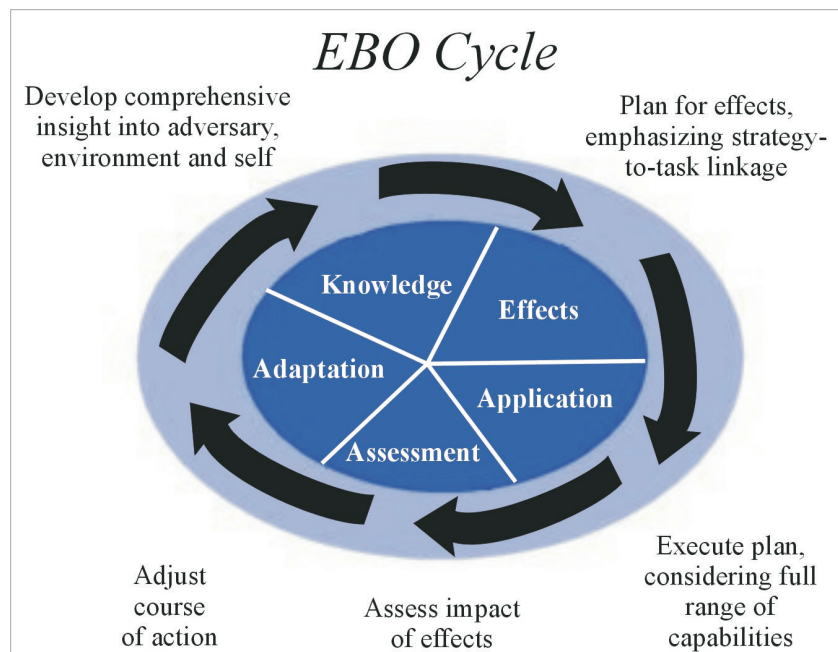 EBO Cycle
Develop comprehensive
insight into adversary,
environment and self
Plan for effects,
emphasizing strategy-
to-task linkage
Knowledge
Effects
Adaptation
Application
Assessment
Adjust
course
of action
Assess impact
of effects
Execute plan,
considering full
range of
capabilities